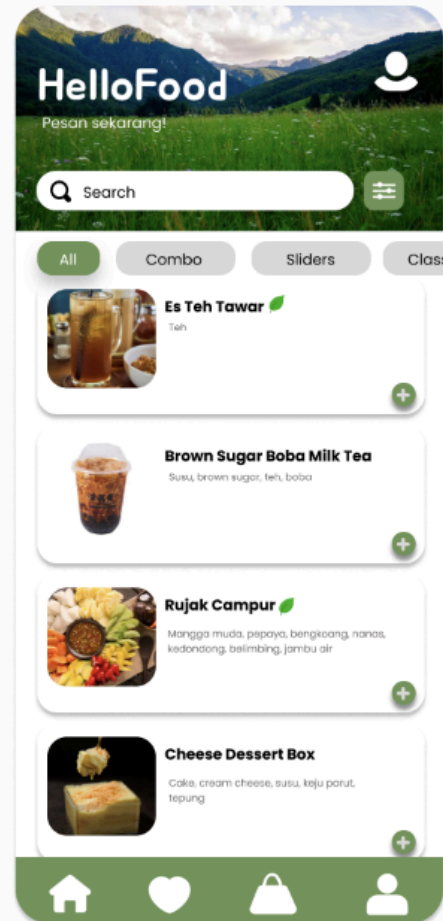 HelloFood
Pesan sekarang!
Search
All
Combo
Sliders
Class
Es Teh Tawar
Teh
Brown Sugar Boba Milk Tea
Susu, brown sugar, teh, boba
Rujak Campur
Mangga muda, pepaya, bengkoang, nanas,
kedondong, belimbing, jambu air
Cheese Dessert Box
Cake, cream cheese, susu, keju parut,
tepung